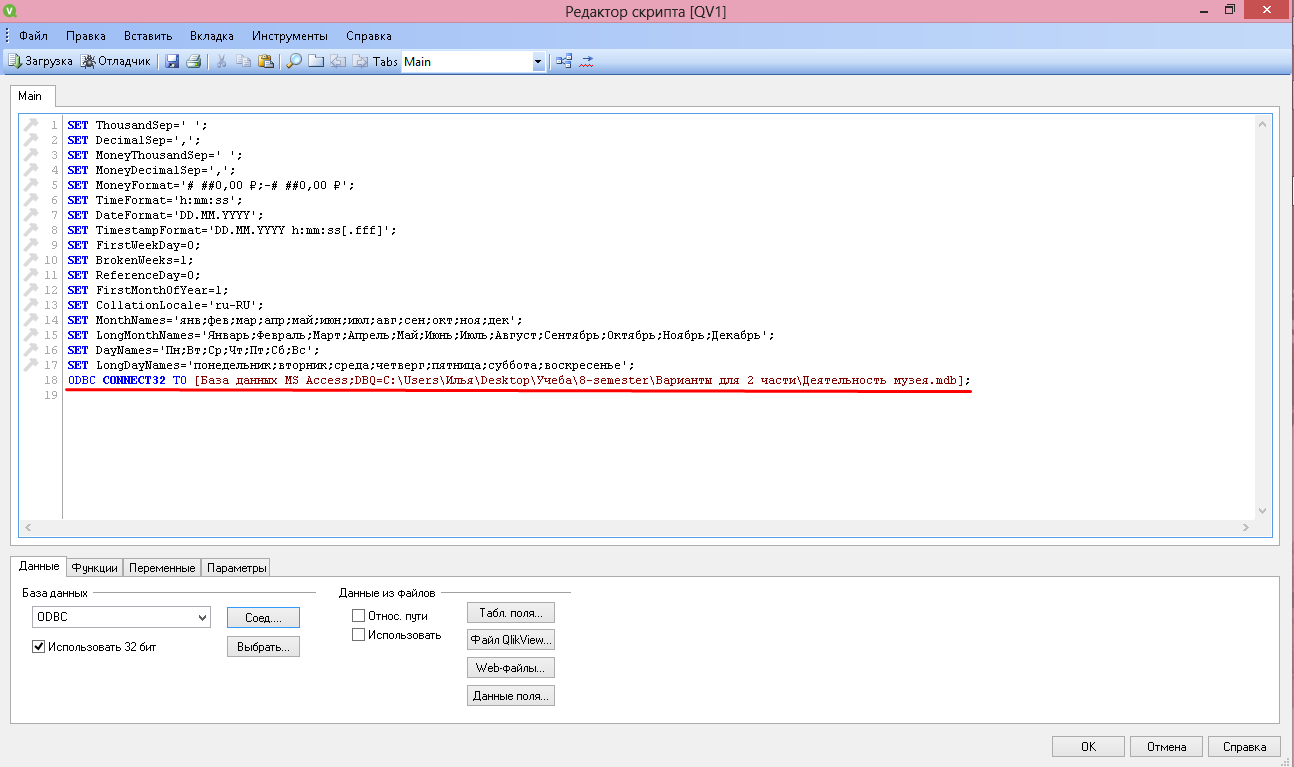 Редактор скрипта [QV1]
Файл Правка Вставить Вкладка Инструменты Справка
Загрузка Отладчик Tabs Main
Main
1 SET ThousandSep=' ';
2 SET DecimalSep=',';
3 SET MoneyThousandSep=' ';
4 SET MoneyDecimalSep=',';
5 SET MoneyFormat='# ##0,00 ₽;-# ##0,00 ₽';
6 SET TimeFormat='h:mm:ss';
7 SET DateFormat='DD.MM.YYYY';
8 SET TimestampFormat='DD.MM.YYYY h:mm:ss[.fff]';
9 SET FirstWeekDay=0;
10 SET BrokenWeeks=1;
11 SET ReferenceDay=0;
12 SET FirstMonthOfYear=1;
13 SET CollationLocale='ru-RU';
14 SET MonthNames='янв;фев;мар;апр;май;июн;июл;авг;сен;окт;ноя;дек';
15 SET LongMonthNames='Январь;Февраль;Март;Апрель;Май;Июнь;Июль;Август;Сентябрь;Октябрь;Ноябрь;Декабрь';
16 SET DayNames='Пн;Вт;Ср;Чт;Пт;Сб;Вс';
17 SET LongDayNames='понедельник;вторник;среда;четверг;пятница;суббота;воскресенье';
18 ODBC CONNECT32 TO [База данных MS Access;DBQ=C:\Users\Илья\Desktop\Учеба\8-semester\Варианты для 2 части\Деятельность музея.mdb];
19
Данные Функции Переменные Параметры
База данных
ODBC
Соед....
Использовать 32 бит
Выбрать...
Данные из файлов
Относ. пути
Использовать
Табл. поля...
Файл QlikView...
Web-файлы...
Данные поля...
OK Отмена Справка